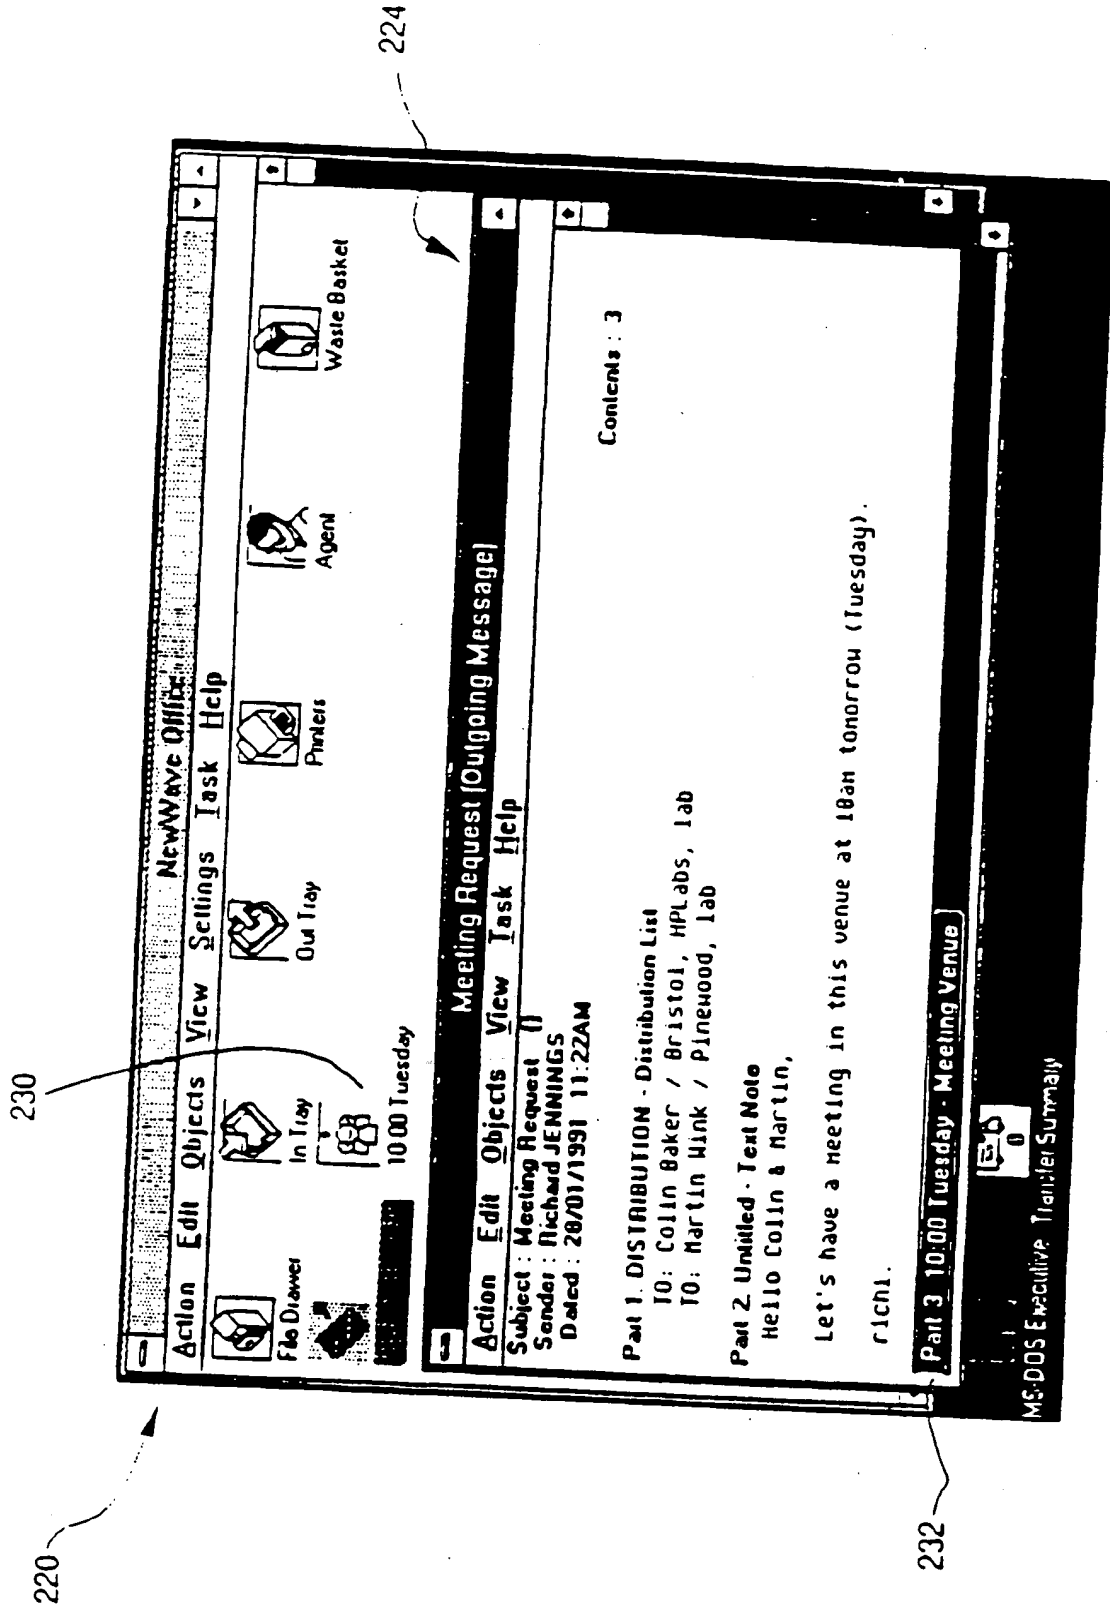 220
230
224
232
NewWave Office
Action Edit Objects View Settings Task Help
File Drawer In Tray Out Tray Printers Agent Waste Basket
10 00 Tuesday
Meeting Request [Outgoing Message]
Action Edit Objects View Task Help
Subject : Meeting Request []
Sender : Richard JENNINGS
Dated : 28/01/1991 11:22AM
Contents : 3
Part 1. DISTRIBUTION - Distribution List
TO: Colin Baker / Bristol, HPLabs, lab
TO: Martin Wink / Pinewood, lab
Part 2. Untitled - Text Note
Hello Colin & Martin,
Let's have a meeting in this venue at 10am tomorrow (Tuesday).
richi.
Part 3 10:00 Tuesday - Meeting Venue
MS-DOS Executive Transfer Summary
0